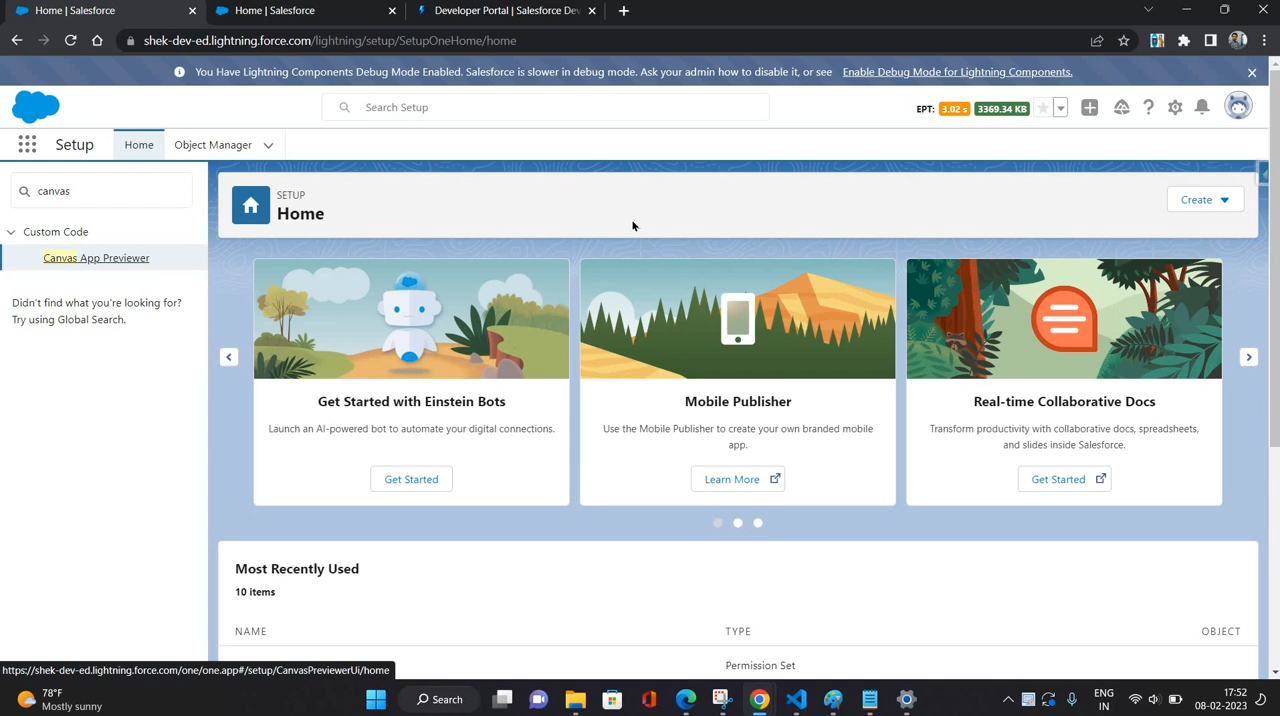 Home | Salesforce
Home | Salesforce
Developer Portal | Salesforce Dev
shek-dev-ed.lightning.force.com/lightning/setup/SetupOneHome/home
You Have Lightning Components Debug Mode Enabled. Salesforce is slower in debug mode. Ask your admin how to disable it, or see Enable Debug Mode for Lightning Components.
Search Setup
EPT: 3.02 s 3369.34 KB
Setup
Home
Object Manager
canvas
Custom Code
Canvas App Previewer
Didn't find what you're looking for?
Try using Global Search.
SETUP
Home
Create
Get Started with Einstein Bots
Launch an AI-powered bot to automate your digital connections.
Get Started
Mobile Publisher
Use the Mobile Publisher to create your own branded mobile
app.
Learn More
Real-time Collaborative Docs
Transform productivity with collaborative docs, spreadsheets,
and slides inside Salesforce.
Get Started
Most Recently Used
10 items
NAME TYPE OBJECT
Permission Set
https://shek-dev-ed.lightning.force.com/one/one.app#/setup/CanvasPreviewerUi/home
78°F
Mostly sunny
Search
ENG
IN
17:52
08-02-2023